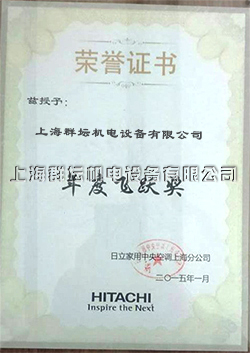 荣誉证书
兹授予：
上海群坛机电设备有限公司
上海群坛机电设备有限公司
年度飞跃奖
日立家用中央空调上海分公司
二〇一五年一月
HITACHI
Inspire the Next